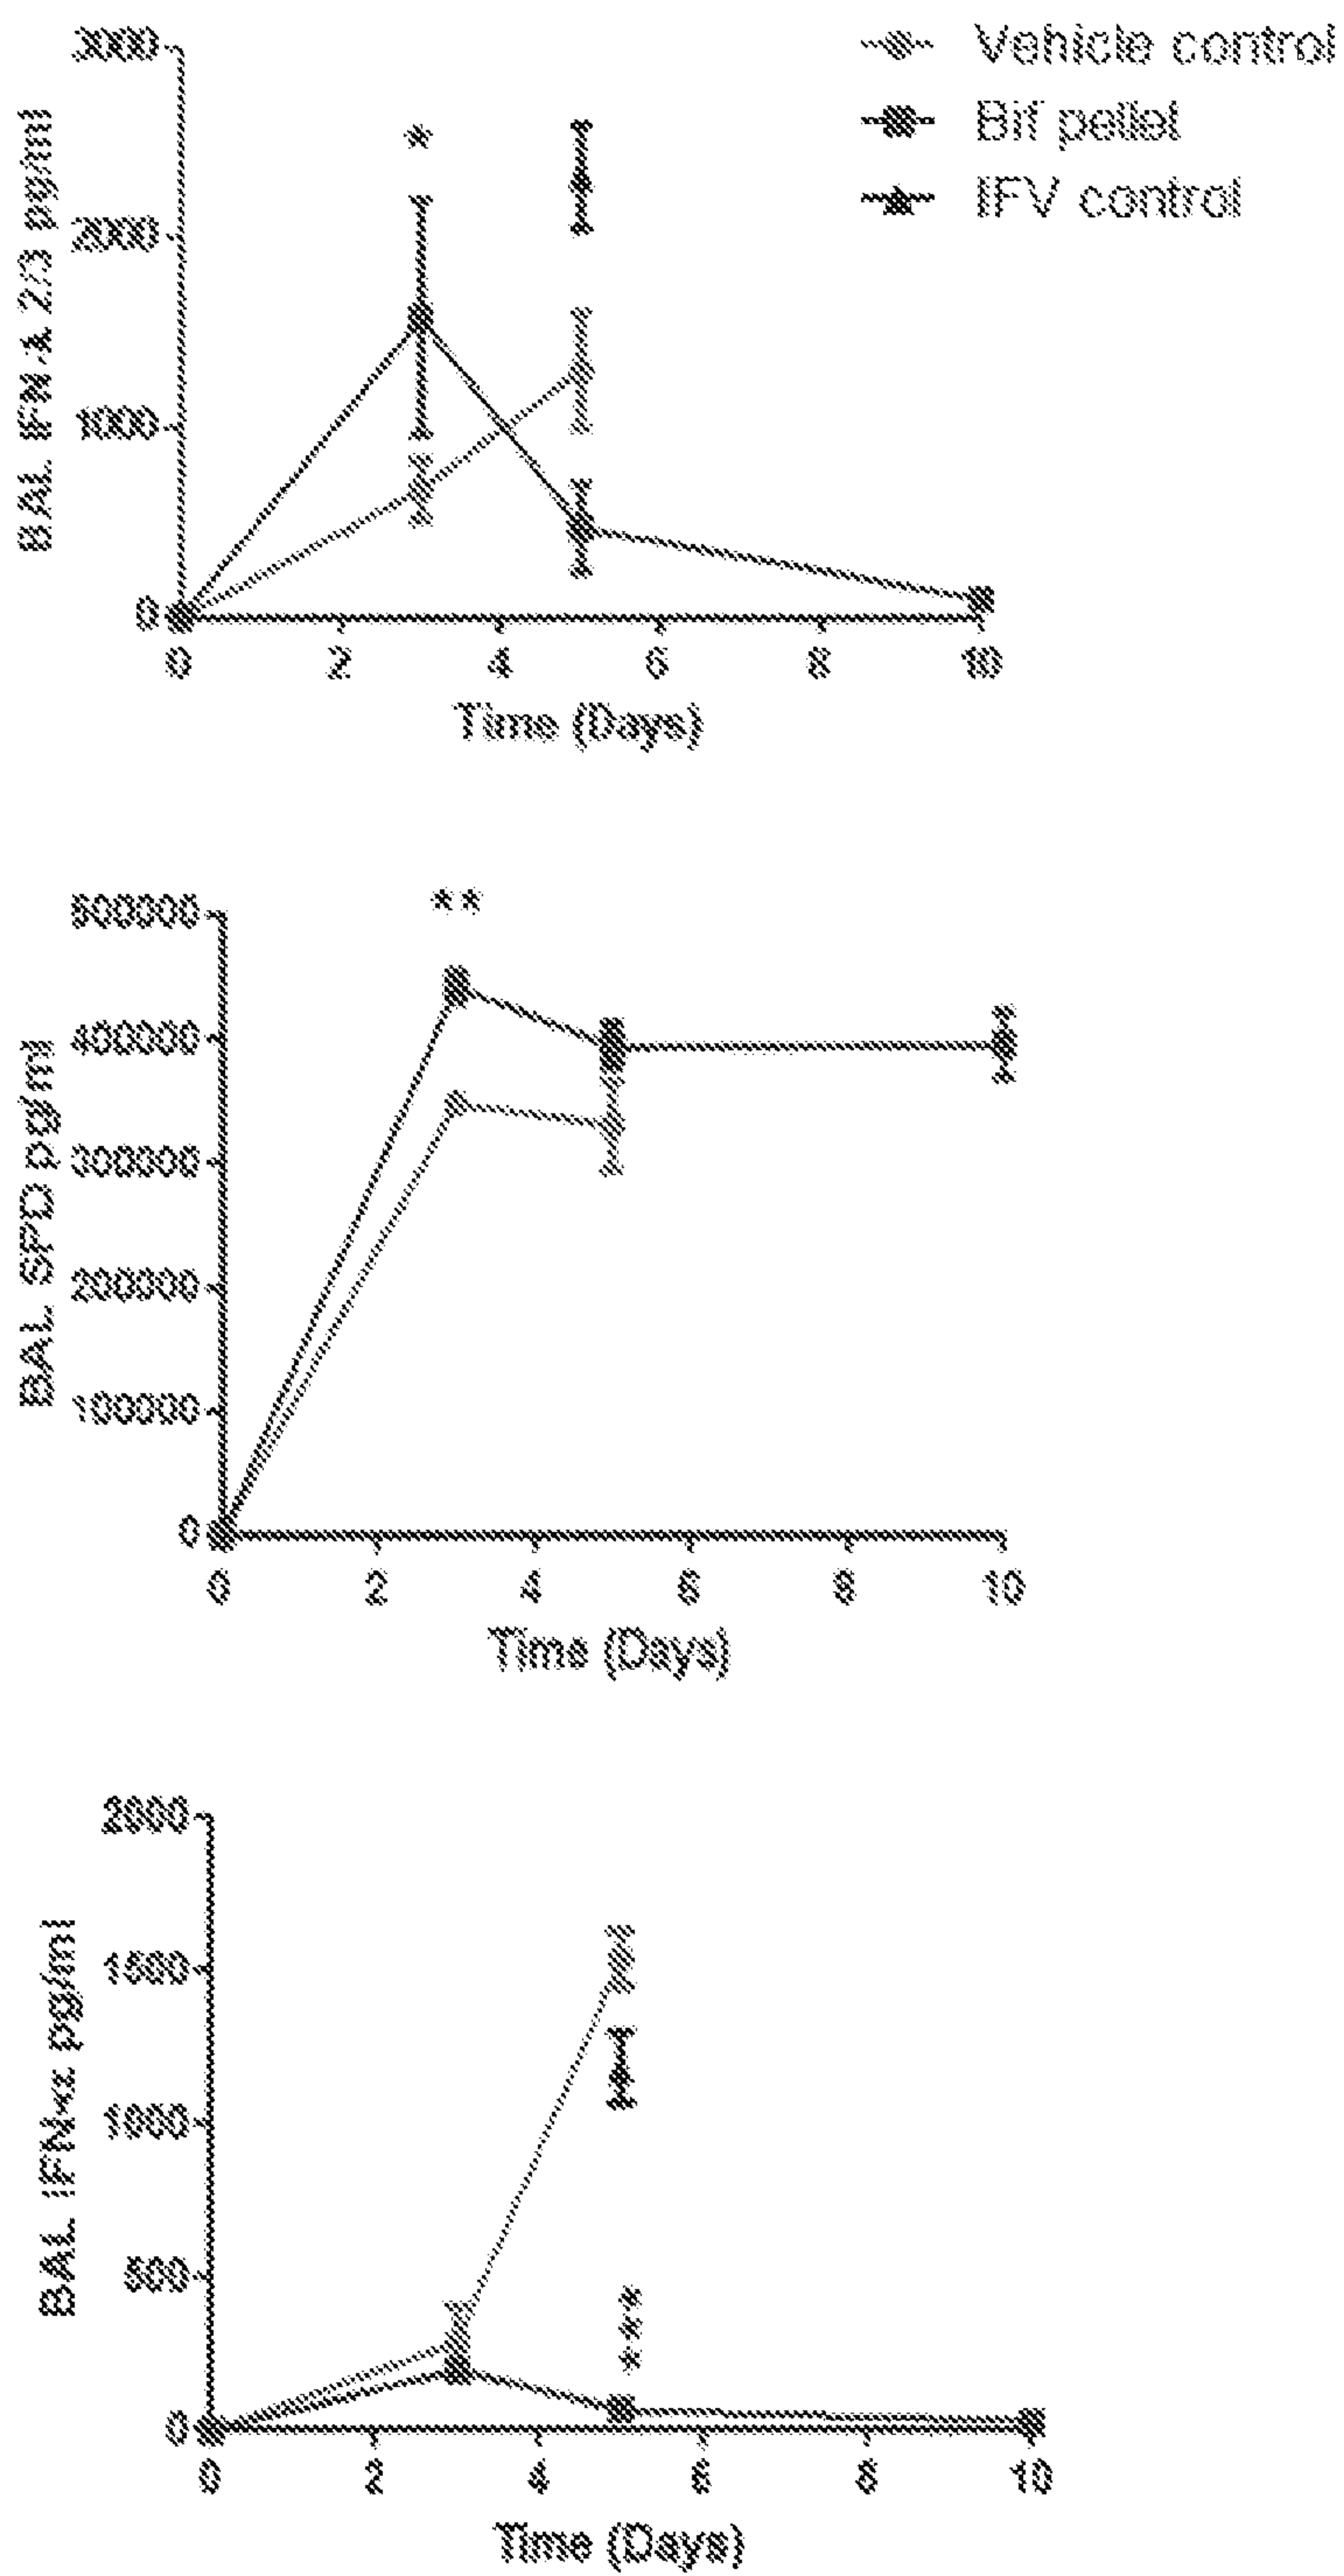 Vehicle control
Bif pellet
IFV control
BAL IFN-λ 2/3 pg/ml
3000
2000
1000
0
0 2 4 6 8 10
Time (Days)
*
BAL SPD pg/ml
500000
400000
300000
200000
100000
0
0 2 4 6 8 10
Time (Days)
**
BAL IFN-α pg/ml
2000
1500
1000
500
0
0 2 4 6 8 10
Time (Days)
***